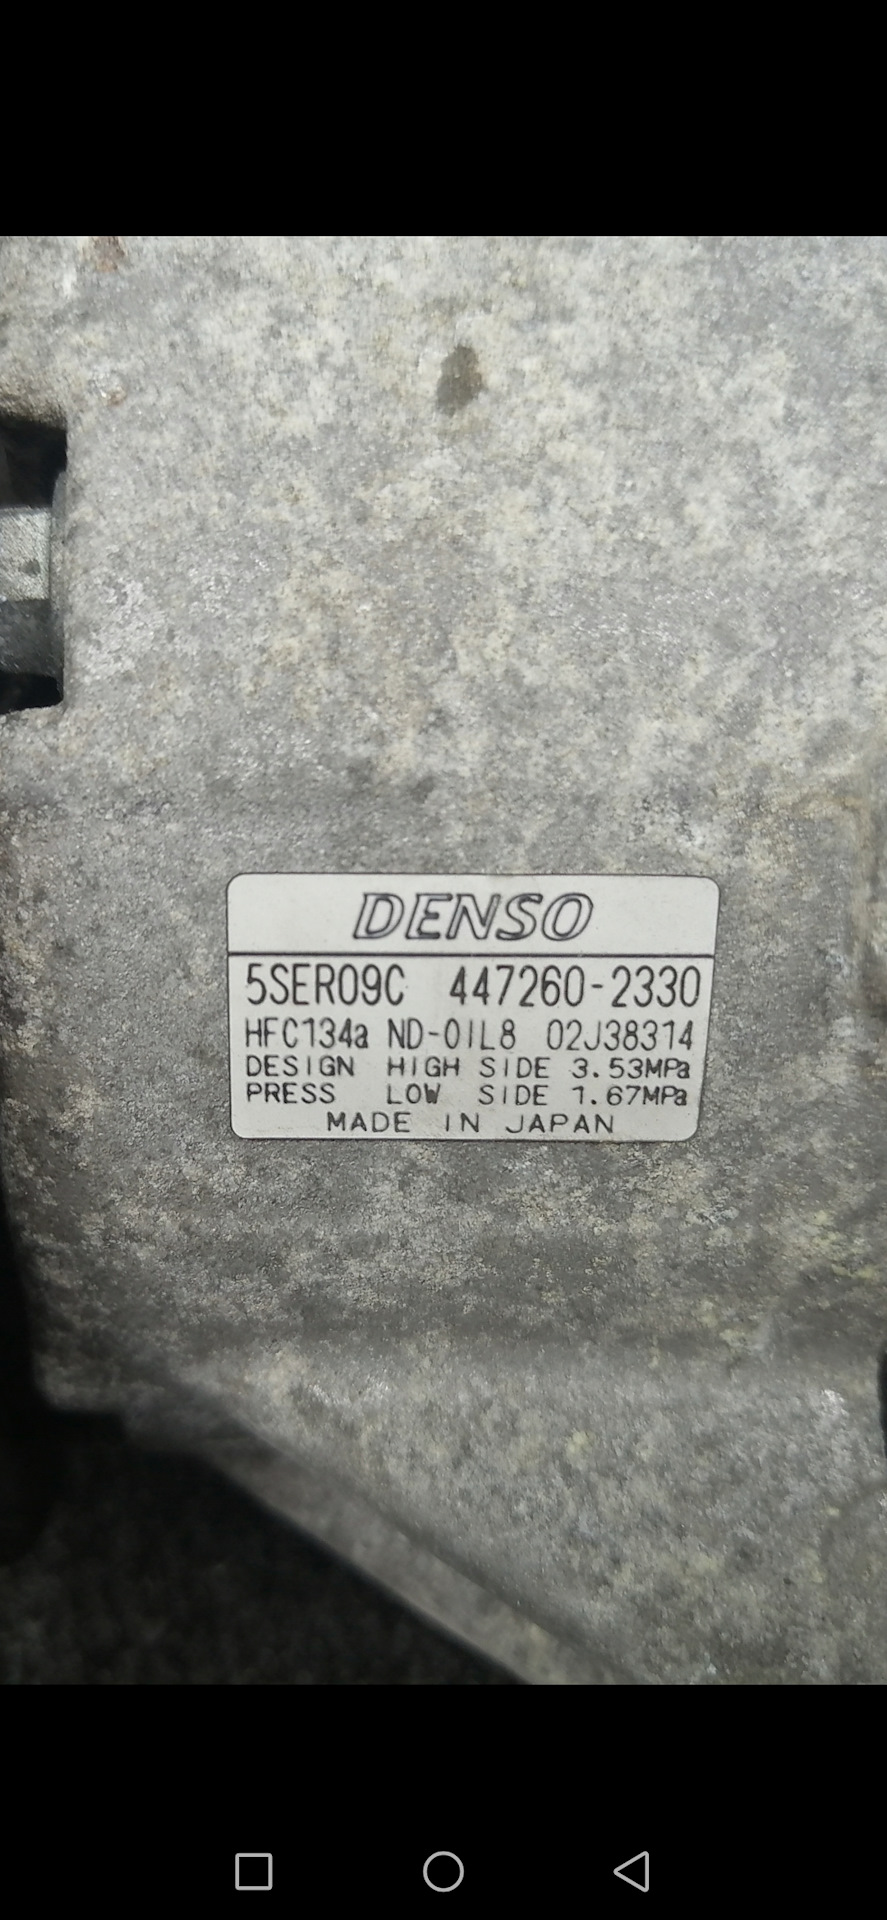 DENSO
5SER09C 447260-2330
HFC134a ND-OIL8 02J38314
DESIGN HIGH SIDE 3.53MPa
PRESS LOW SIDE 1.67MPa
MADE IN JAPAN